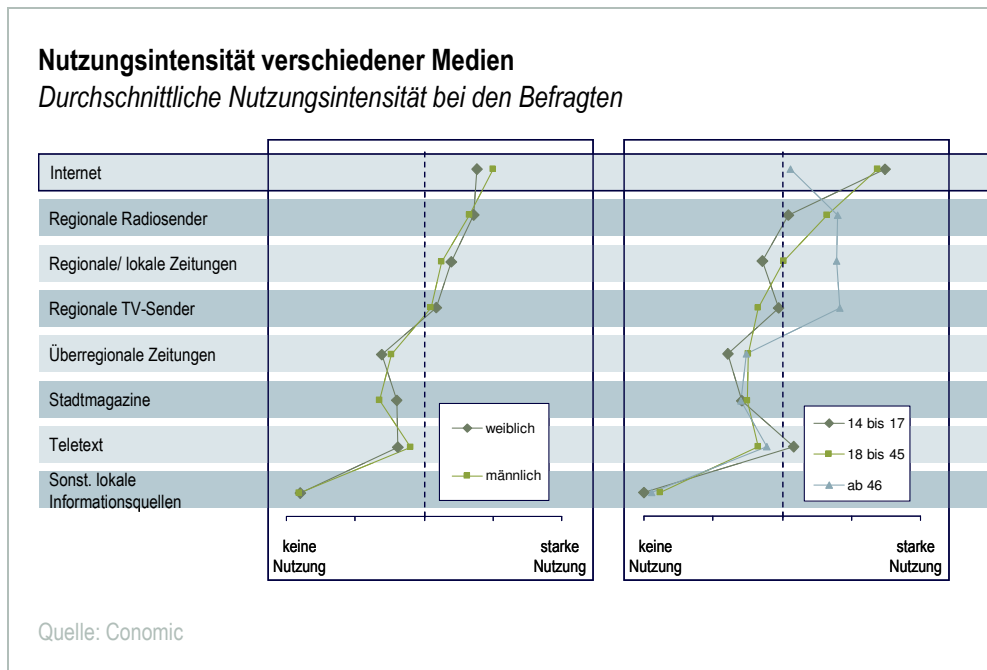 Nutzungsintensität verschiedener Medien
Durchschnittliche Nutzungsintensität bei den Befragten
Internet
Regionale Radiosender
Regionale/ lokale Zeitungen
Regionale TV-Sender
Überregionale Zeitungen
Stadtmagazine
Teletext
Sonst. lokale
Informationsquellen
weiblich
männlich
14 bis 17
18 bis 45
ab 46
keine
Nutzung
starke
Nutzung
keine
Nutzung
starke
Nutzung
Quelle: Conomic